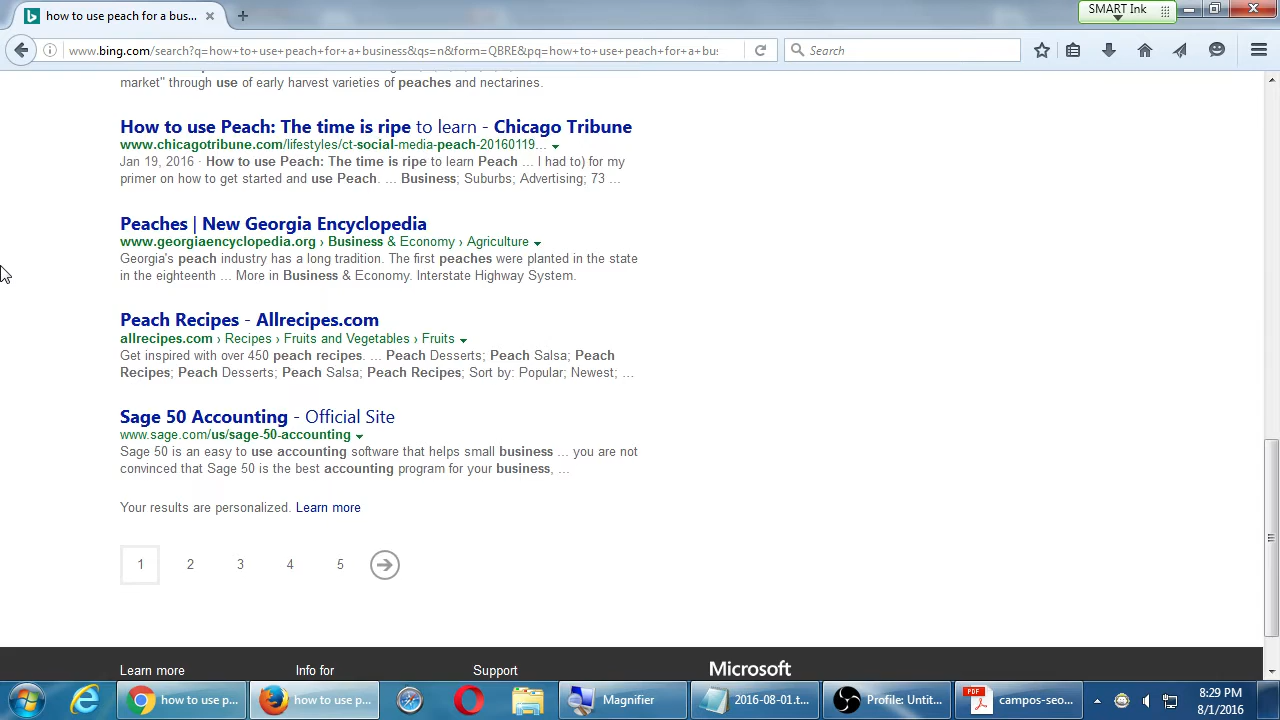 how to use peach for a bus...
SMART Ink
www.bing.com/search?q=how+to+use+peach+for+a+business&qs=n&form=QBRE&pq=how+to+use+peach+for+a+bus
Search
market" through use of early harvest varieties of peaches and nectarines.
How to use Peach: The time is ripe to learn - Chicago Tribune
www.chicagotribune.com/lifestyles/ct-social-media-peach-20160119...
Jan 19, 2016 · How to use Peach: The time is ripe to learn Peach ... I had to) for my
primer on how to get started and use Peach. ... Business; Suburbs; Advertising; 73 ...
Peaches | New Georgia Encyclopedia
www.georgiaencyclopedia.org › Business & Economy › Agriculture
Georgia's peach industry has a long tradition. The first peaches were planted in the state
in the eighteenth ... More in Business & Economy. Interstate Highway System.
Peach Recipes - Allrecipes.com
allrecipes.com › Recipes › Fruits and Vegetables › Fruits
Get inspired with over 450 peach recipes. ... Peach Desserts; Peach Salsa; Peach
Recipes; Peach Desserts; Peach Salsa; Peach Recipes; Sort by: Popular; Newest; ...
Sage 50 Accounting - Official Site
www.sage.com/us/sage-50-accounting
Sage 50 is an easy to use accounting software that helps small business ... you are not
convinced that Sage 50 is the best accounting program for your business, ...
Your results are personalized. Learn more
1 2 3 4 5
Learn more Info for Support Microsoft
how to use p... how to use p... Magnifier 2016-08-01.t... Profile: Untit... PDF campos-seo...
8:29 PM
8/1/2016